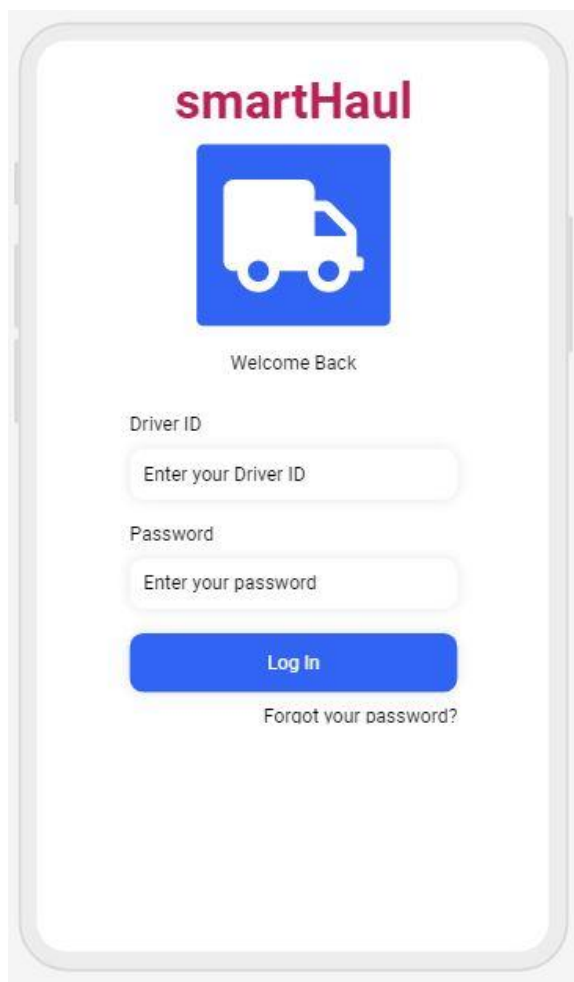 smartHaul
Welcome Back
Driver ID
Enter your Driver ID
Password
Enter your password
Log In
Forgot your password?